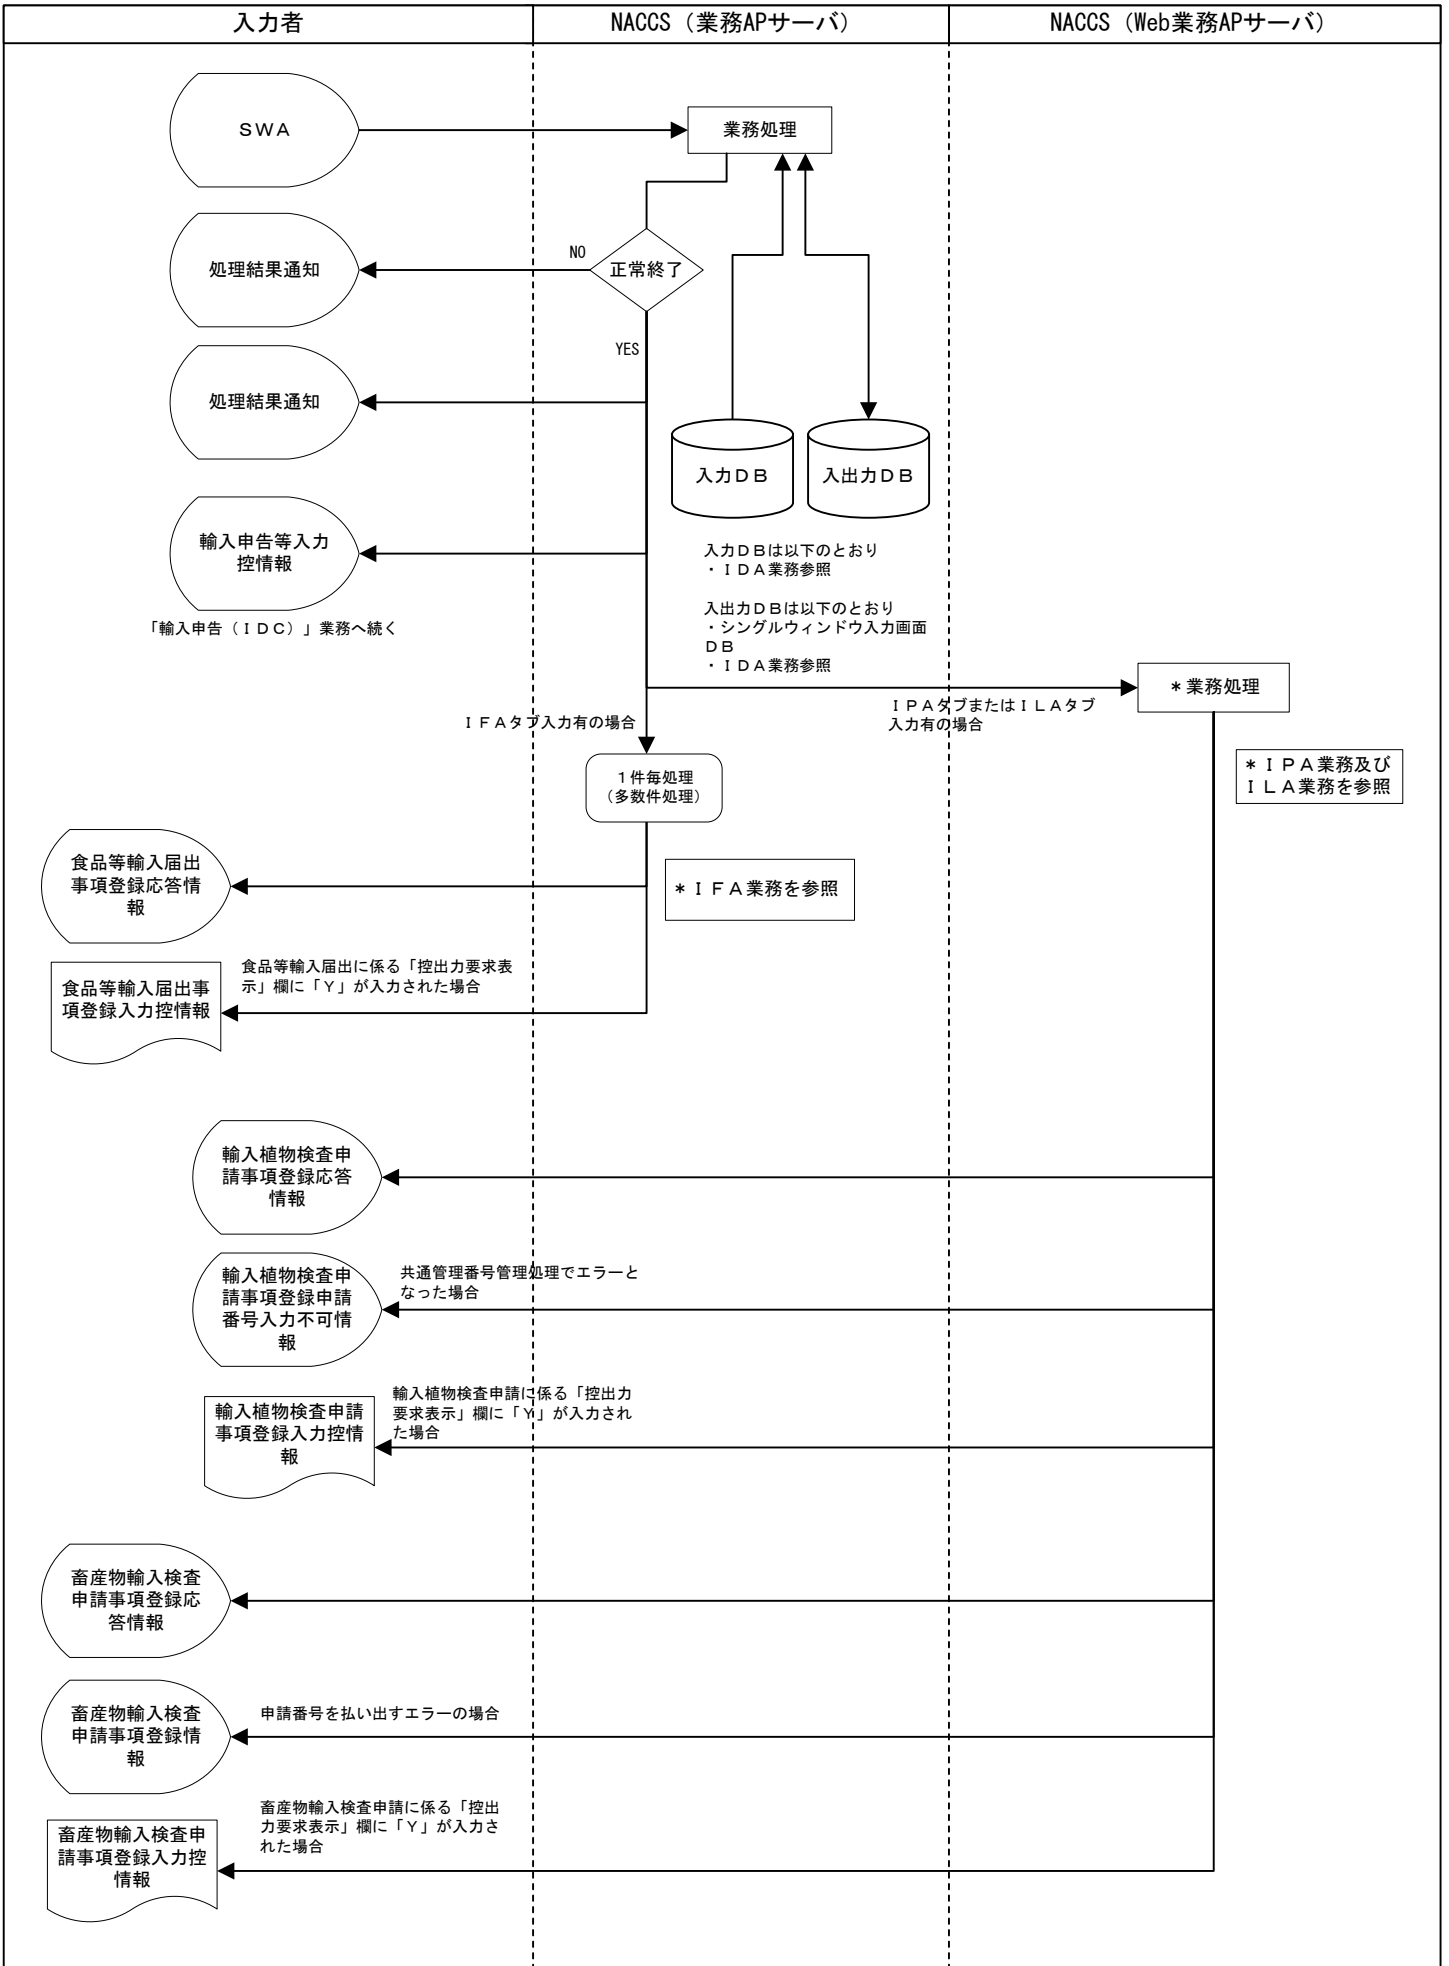 入力者
NACCS（業務APサーバ）
NACCS（Web業務APサーバ）
ＳＷＡ
業務処理
処理結果通知
NO
正常終了
YES
処理結果通知
入力ＤＢ
入出力ＤＢ
輸入申告等入力
控情報
「輸入申告（ＩＤＣ）」業務へ続く
入力ＤＢは以下のとおり
・ＩＤＡ業務参照
入出力ＤＢは以下のとおり
・シングルウィンドウ入力画面
ＤＢ
・ＩＤＡ業務参照
＊業務処理
ＩＦＡタブ入力有の場合
ＩＰＡタブまたはＩＬＡタブ
入力有の場合
＊ＩＰＡ業務及び
ＩＬＡ業務を参照
１件毎処理
（多数件処理）
食品等輸入届出
事項登録応答情
報
＊ＩＦＡ業務を参照
食品等輸入届出に係る「控出力要求表
示」欄に「Ｙ」が入力された場合
食品等輸入届出事
項登録入力控情報
輸入植物検査申
請事項登録応答
情報
輸入植物検査申
請事項登録申請
番号入力不可情
報
共通管理番号管理処理でエラーと
なった場合
輸入植物検査申請に係る「控出力
要求表示」欄に「Ｙ」が入力され
た場合
輸入植物検査申請
事項登録入力控情
報
畜産物輸入検査
申請事項登録応
答情報
畜産物輸入検査
申請事項登録情
報
申請番号を払い出すエラーの場合
畜産物輸入検査申請に係る「控出
力要求表示」欄に「Ｙ」が入力さ
れた場合
畜産物輸入検査申
請事項登録入力控
情報